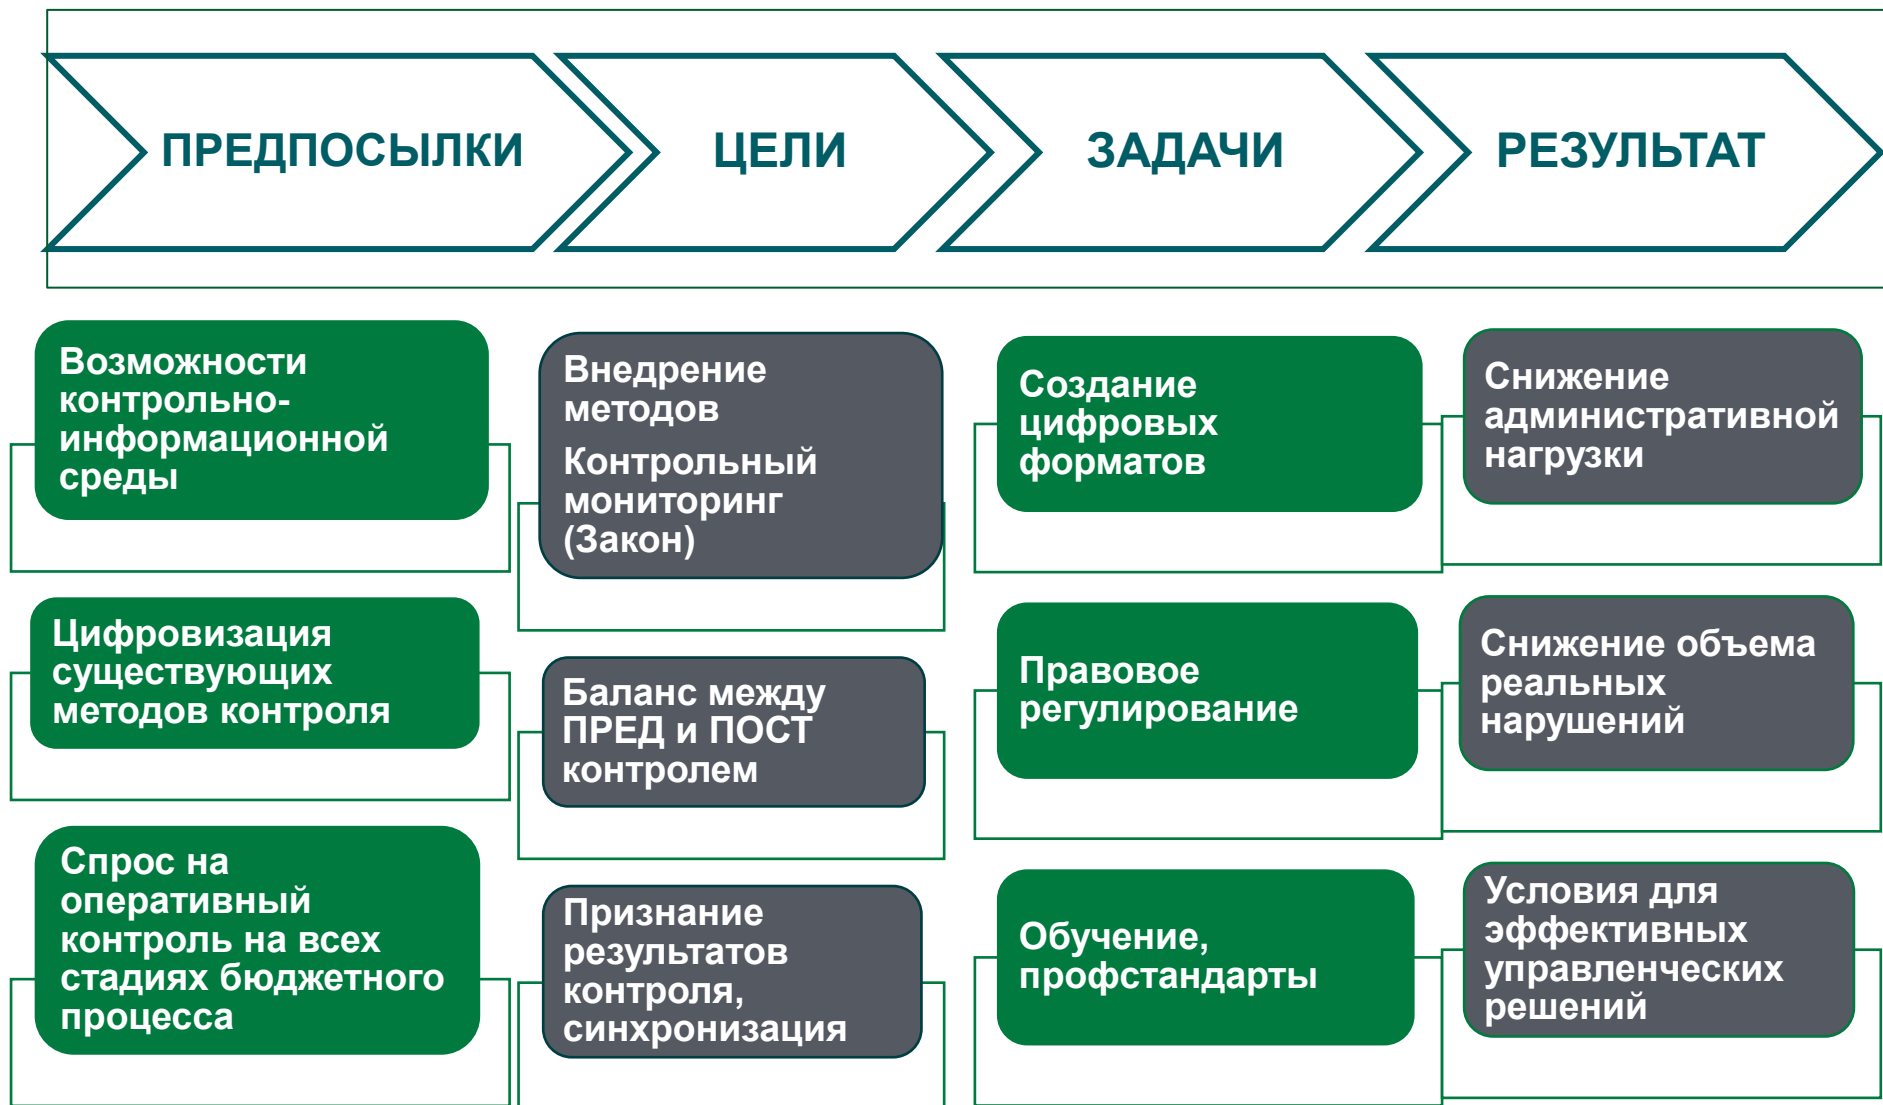 ПРЕДПОСЫЛКИ
ЦЕЛИ
ЗАДАЧИ
РЕЗУЛЬТАТ
Возможности
контрольно-
информационной
среды
Цифровизация
существующих
методов контроля
Спрос на
оперативный
контроль на всех
стадиях бюджетного
процесса
Внедрение
методов
Контрольный
мониторинг
(Закон)
Баланс между
ПРЕД и ПОСТ
контролем
Признание
результатов
контроля,
синхронизация
Создание
цифровых
форматов
Правовое
регулирование
Обучение,
профстандарты
Снижение
административной
нагрузки
Снижение объема
реальных
нарушений
Условия для
эффективных
управленческих
решений